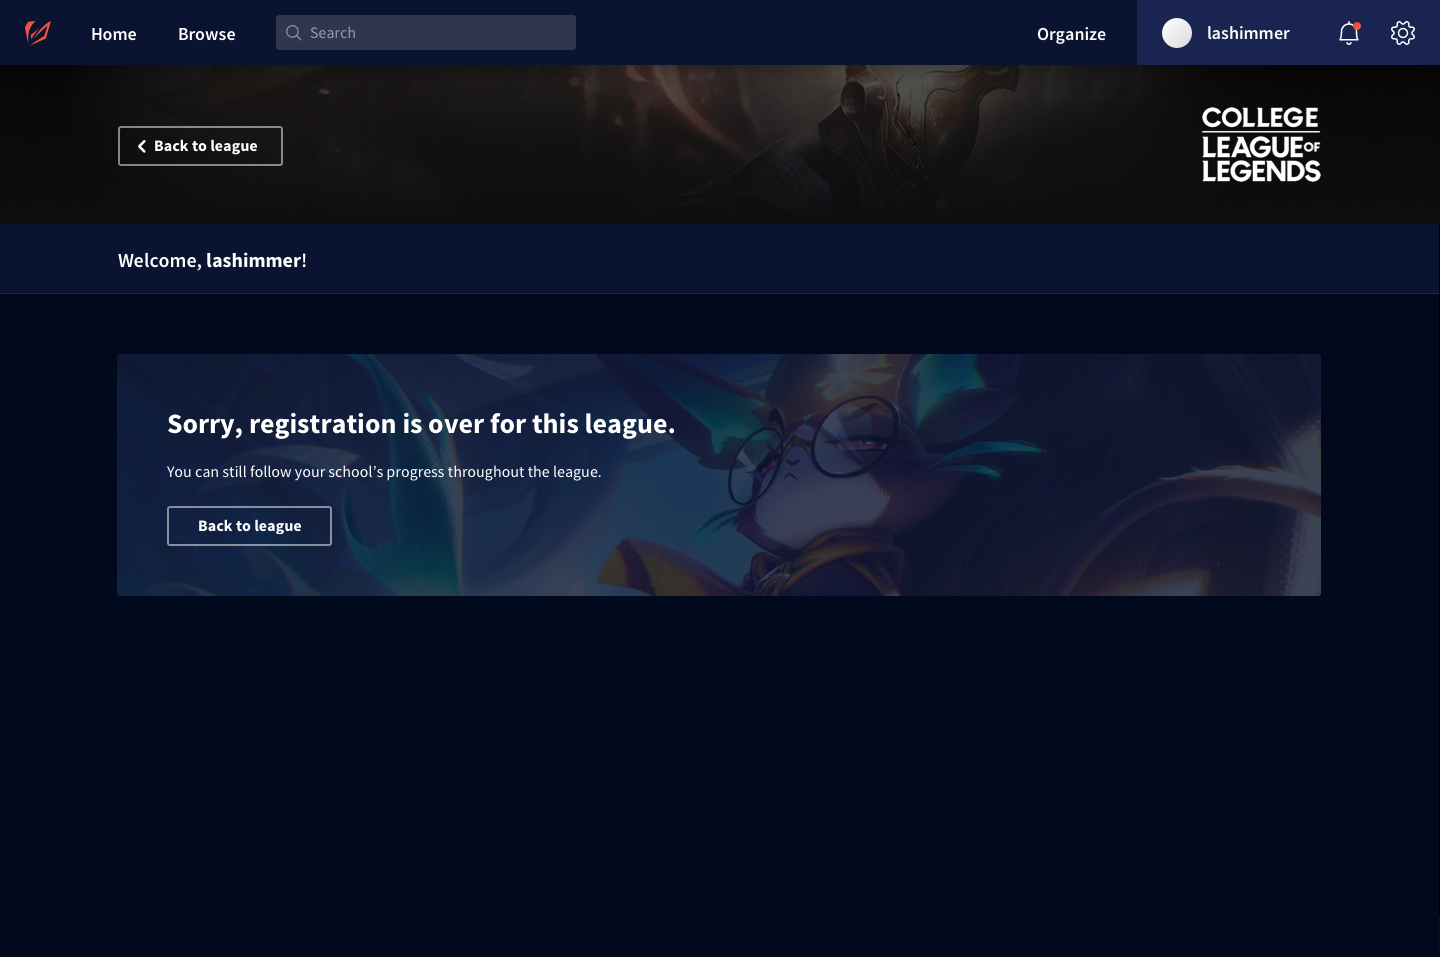 Home
Browse
Search
Organize
lashimmer
Back to league
COLLEGE
LEAGUE OF
LEGENDS
Welcome, lashimmer!
Sorry, registration is over for this league.
You can still follow your school’s progress throughout the league.
Back to league